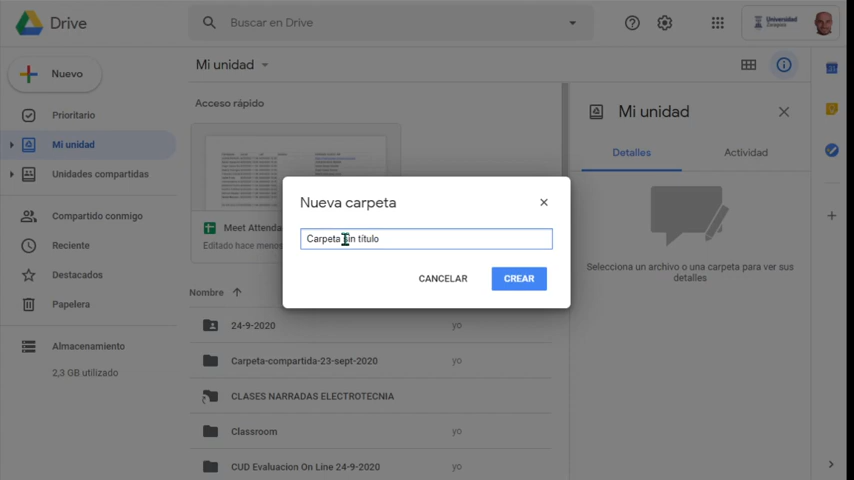 Drive
Buscar en Drive
Universidad
Zaragoza
Nuevo
Mi unidad
Prioritario
Mi unidad
Unidades compartidas
Compartido conmigo
Reciente
Destacados
Papelera
Almacenamiento
2,3 GB utilizado
Acceso rápido
Meet Attenda
Editado hace menos
Nueva carpeta
Carpeta sin título
CANCELAR
CREAR
Nombre
24-9-2020 yo
Carpeta-compartida-23-sept-2020 yo
CLASES NARRADAS ELECTROTECNIA
Classroom yo
CUD Evaluacion On Line 24-9-2020 yo
Mi unidad
Detalles
Actividad
Selecciona un archivo o una carpeta para ver sus
detalles